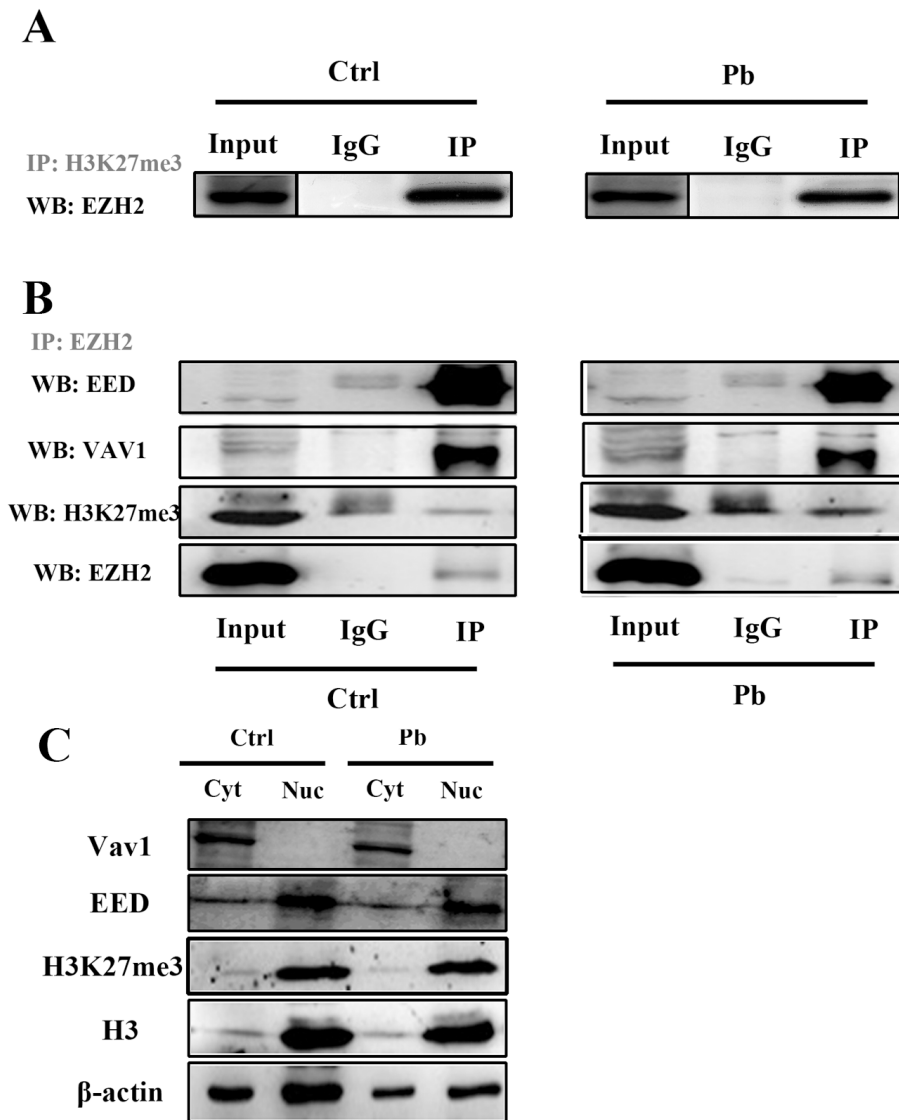 A
Ctrl
Pb
Input IgG IP
Input IgG IP
IP: H3K27me3
WB: EZH2
B
IP: EZH2
WB: EED
WB: VAV1
WB: H3K27me3
WB: EZH2
Input IgG IP
Input IgG IP
Ctrl
Pb
C
Ctrl Pb
Cyt Nuc Cyt Nuc
Vav1
EED
H3K27me3
H3
β-actin